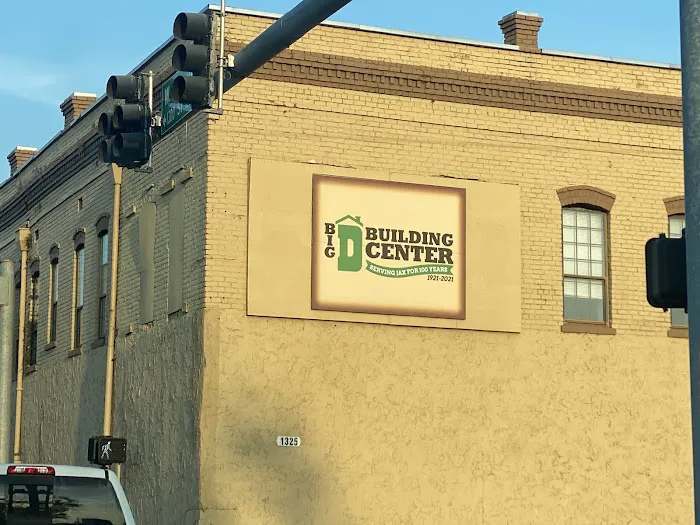 BIG
D
BUILDING
CENTER
SERVING JAX FOR 100 YEARS
1921-2021
1325